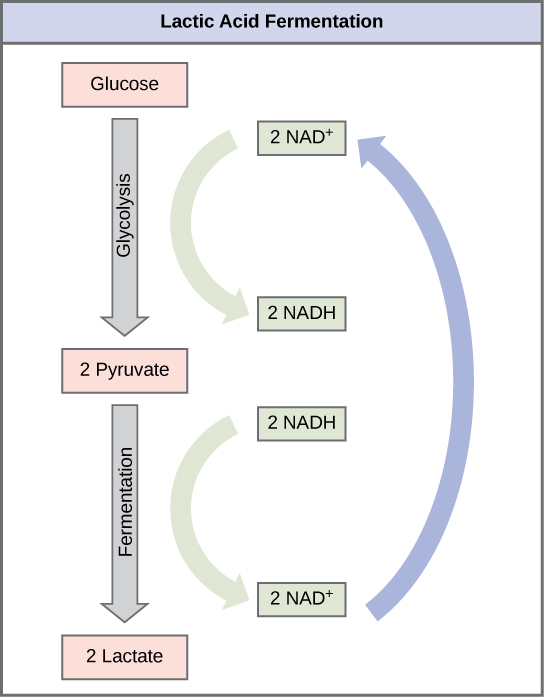 Lactic Acid Fermentation
Glucose
2 NAD⁺
Glycolysis
2 NADH
2 Pyruvate
2 NADH
Fermentation
2 NAD⁺
2 Lactate